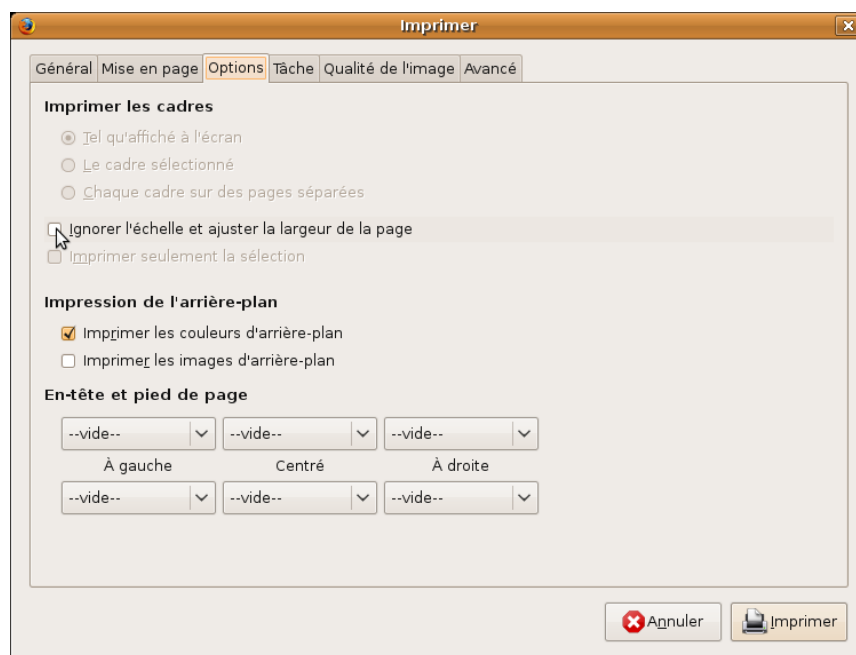 Imprimer
Général Mise en page Options Tâche Qualité de l'image Avancé
Imprimer les cadres
Tel qu'affiché à l'écran
Le cadre sélectionné
Chaque cadre sur des pages séparées
Ignorer l'échelle et ajuster la largeur de la page
Imprimer seulement la sélection
Impression de l'arrière-plan
Imprimer les couleurs d'arrière-plan
Imprimer les images d'arrière-plan
En-tête et pied de page
--vide-- --vide-- --vide--
À gauche Centré À droite
--vide-- --vide-- --vide--
Annuler Imprimer